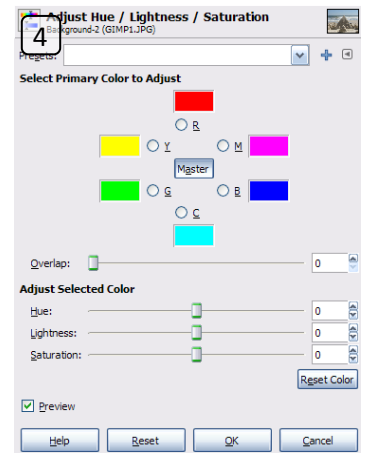 Adjust Hue / Lightness / Saturation
Background-2 (GIMP1.JPG)
4
Presets:
Select Primary Color to Adjust
R
Y M
Master
G B
C
Overlap: 0
Adjust Selected Color
Hue: 0
Lightness: 0
Saturation: 0
Reset Color
Preview
Help Reset OK Cancel